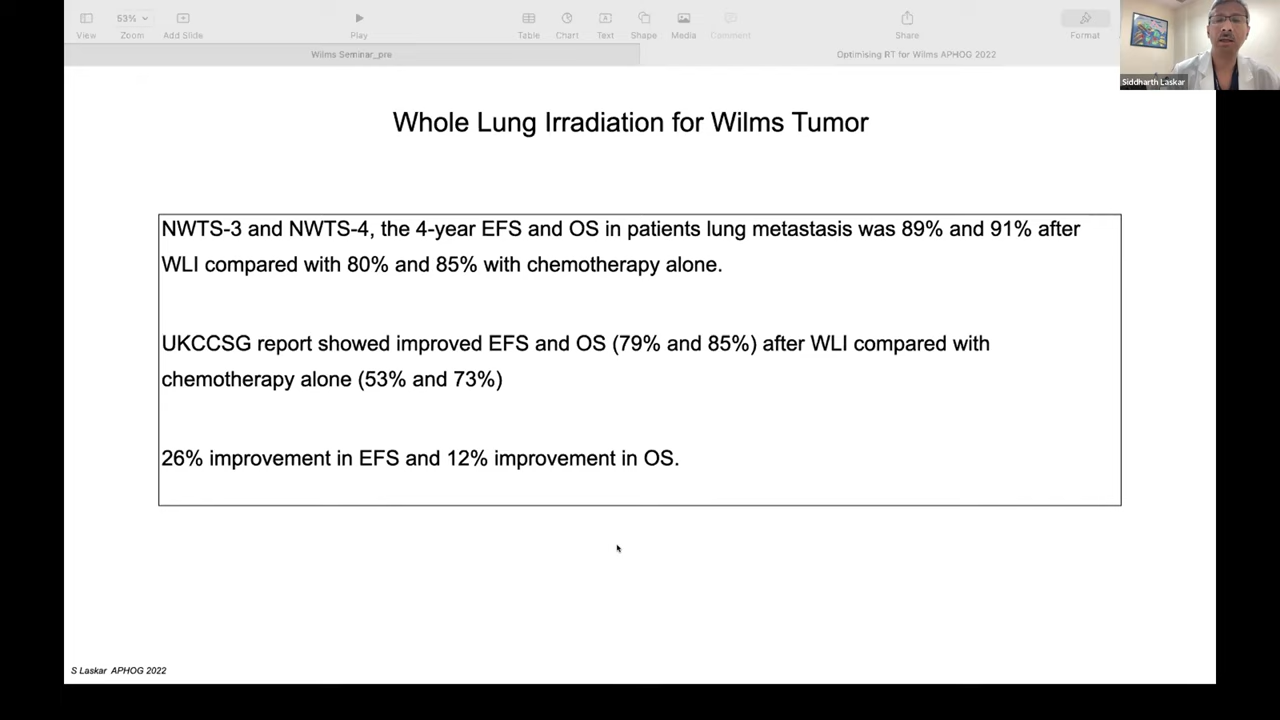 53%
View
Zoom
Add Slide
Play
Table
Chart
Text
Shape
Media
Comment
Share
Format
Wilms Seminar_pre
Optimising RT for Wilms APHOG 2022
Siddharth Laskar
Whole Lung Irradiation for Wilms Tumor
NWTS-3 and NWTS-4, the 4-year EFS and OS in patients lung metastasis was 89% and 91% after
WLI compared with 80% and 85% with chemotherapy alone.
UKCCSG report showed improved EFS and OS (79% and 85%) after WLI compared with
chemotherapy alone (53% and 73%)
26% improvement in EFS and 12% improvement in OS.
S Laskar APHOG 2022